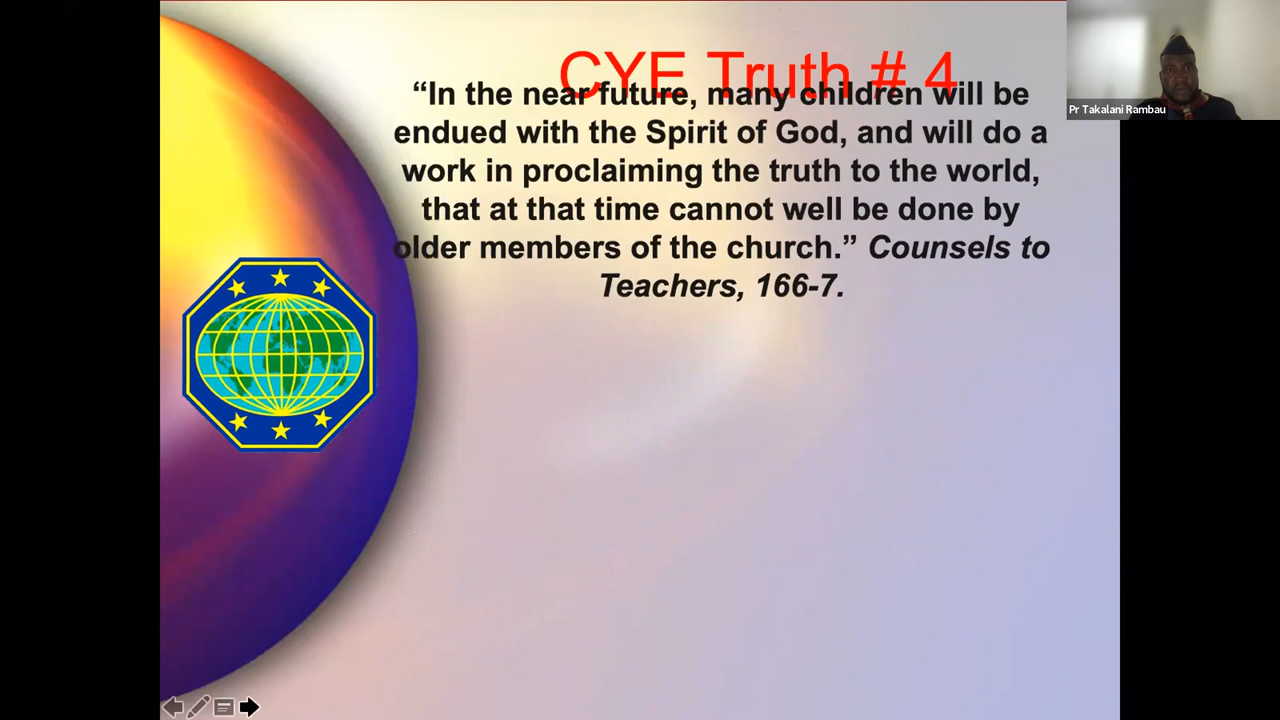 CYE Truth # 4
“In the near future, many children will be
endued with the Spirit of God, and will do a
work in proclaiming the truth to the world,
that at that time cannot well be done by
older members of the church.” Counsels to
Teachers, 166-7.
Pr Takalani Rambau